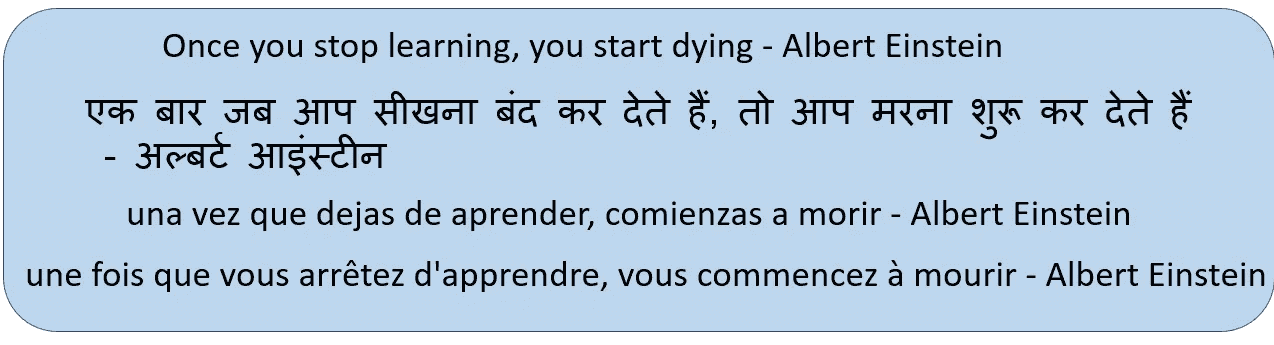 Once you stop learning, you start dying - Albert Einstein
एक बार जब आप सीखना बंद कर देते हैं, तो आप मरना शुरू कर देते हैं
- अल्बर्ट आइंस्टीन
una vez que dejas de aprender, comienzas a morir - Albert Einstein
une fois que vous arrêtez d'apprendre, vous commencez à mourir - Albert Einstein